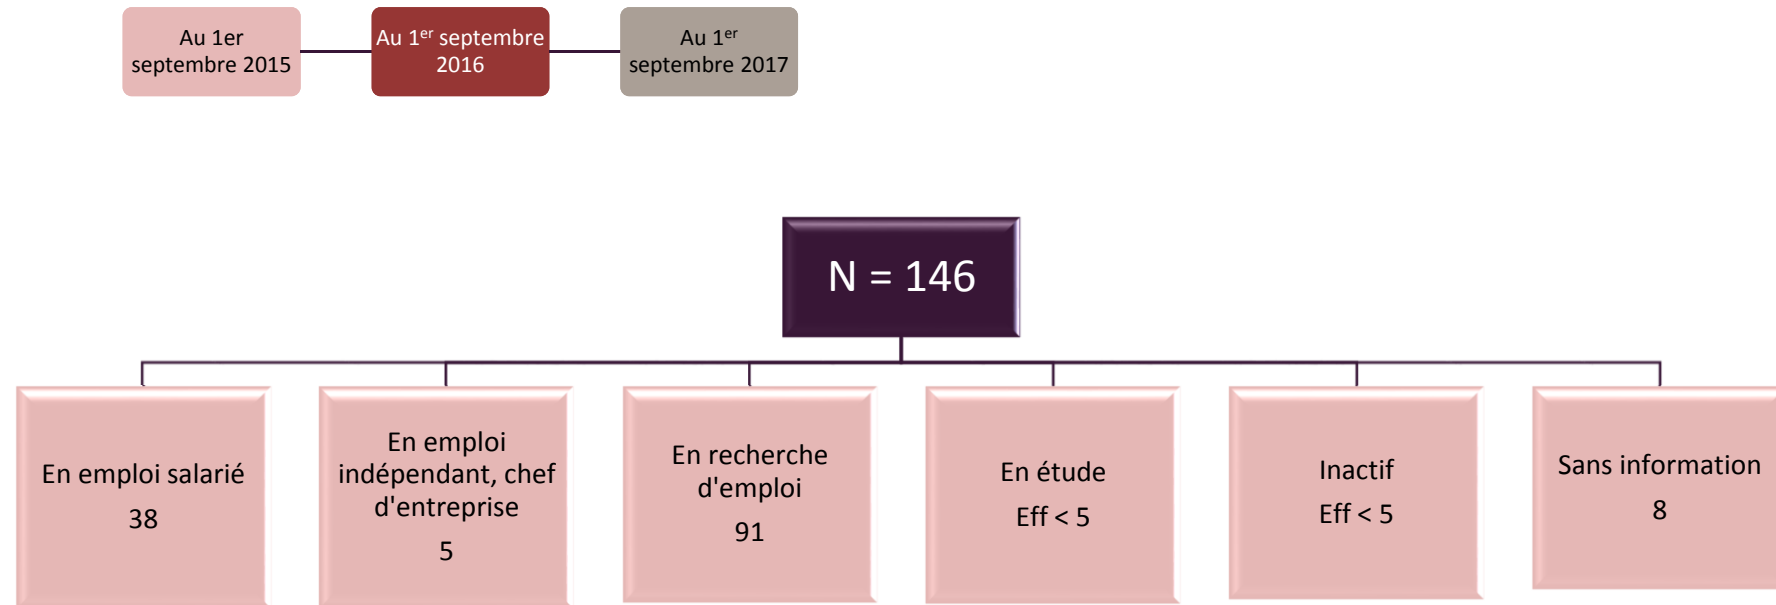 Au 1er
septembre 2015
Au 1er septembre
2016
Au 1er
septembre 2017
N = 146
En emploi salarié
38
En emploi
indépendant, chef
d'entreprise
5
En recherche
d'emploi
91
En étude
Eff < 5
Inactif
Eff < 5
Sans information
8